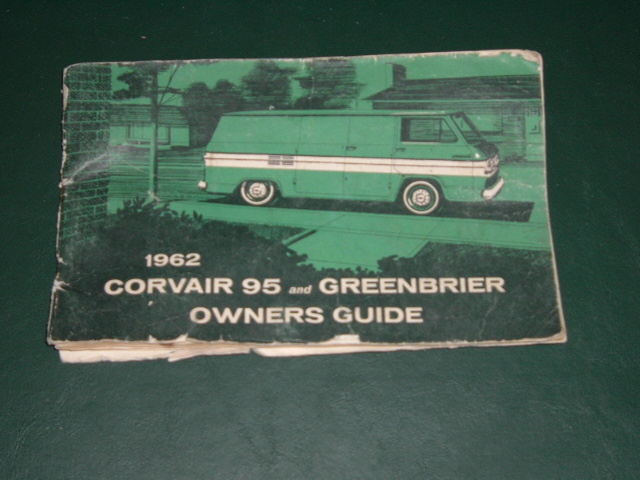 1962
CORVAIR 95 and GREENBRIER
OWNERS GUIDE